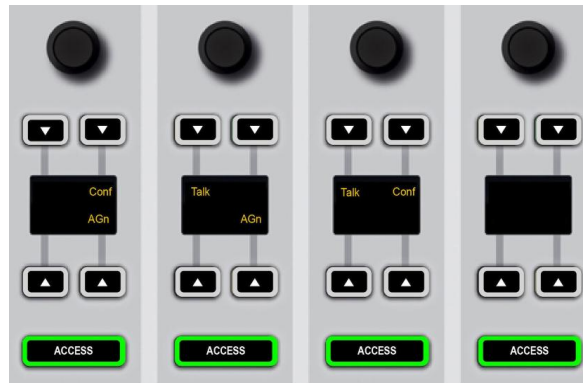 Conf
AGn
Talk
AGn
Talk Conf
ACCESS ACCESS ACCESS ACCESS